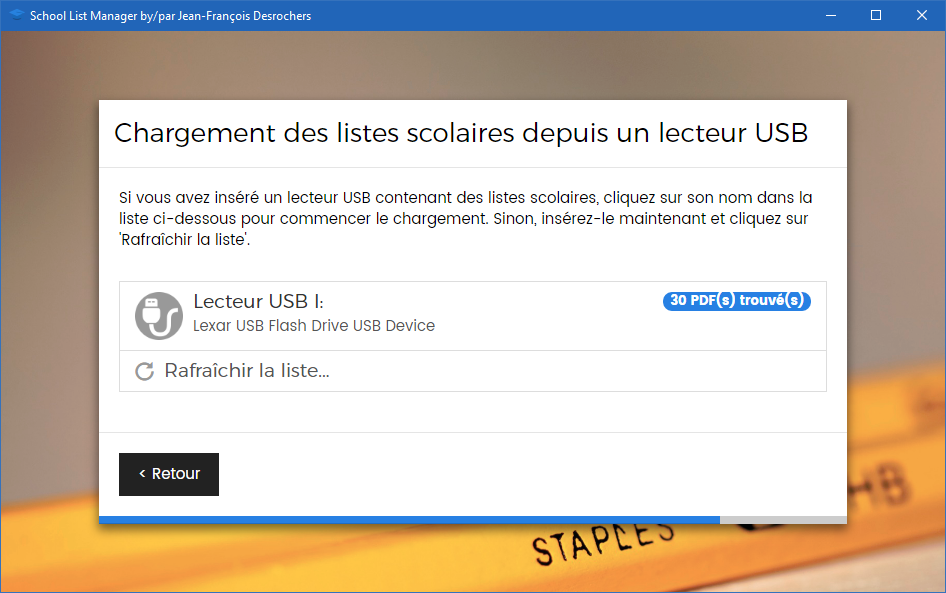 School List Manager by/par Jean-François Desrochers
Chargement des listes scolaires depuis un lecteur USB
Si vous avez inséré un lecteur USB contenant des listes scolaires, cliquez sur son nom dans la
liste ci-dessous pour commencer le chargement. Sinon, insérez-le maintenant et cliquez sur
'Rafraîchir la liste'.
Lecteur USB I:
30 PDF(s) trouvé(s)
Lexar USB Flash Drive USB Device
Rafraîchir la liste...
< Retour
HB
STAPLES